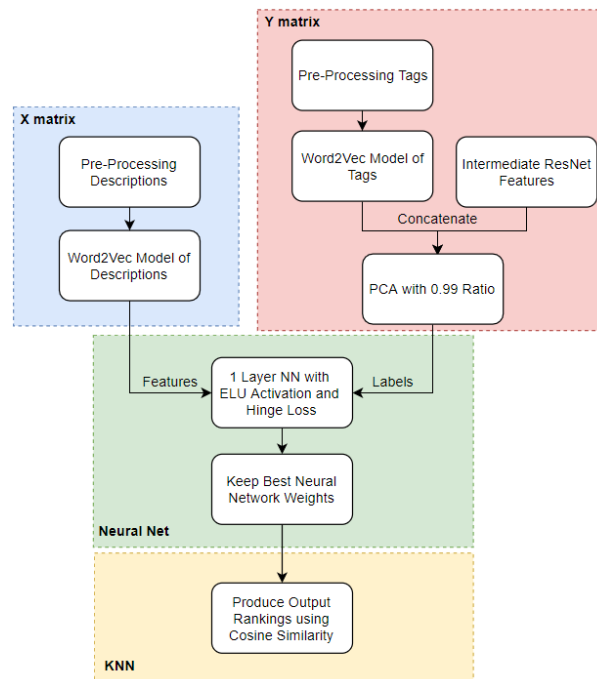 Y matrix
Pre-Processing Tags
Word2Vec Model of
Tags
Intermediate ResNet
Features
Concatenate
PCA with 0.99 Ratio
X matrix
Pre-Processing
Descriptions
Word2Vec Model of
Descriptions
Features
1 Layer NN with
ELU Activation and
Hinge Loss
Labels
Keep Best Neural
Network Weights
Neural Net
Produce Output
Rankings using
Cosine Similarity
KNN